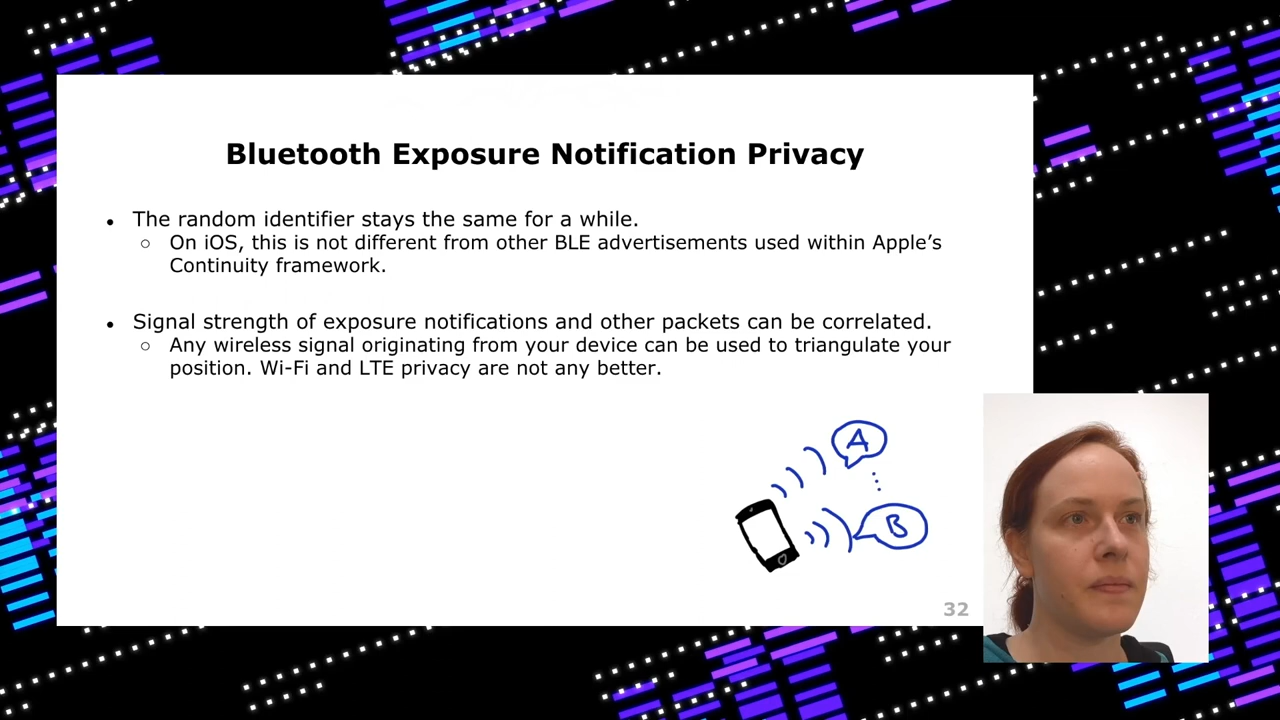 Bluetooth Exposure Notification Privacy
• The random identifier stays the same for a while.
○ On iOS, this is not different from other BLE advertisements used within Apple’s
Continuity framework.
• Signal strength of exposure notifications and other packets can be correlated.
○ Any wireless signal originating from your device can be used to triangulate your
position. Wi-Fi and LTE privacy are not any better.
A
B
32